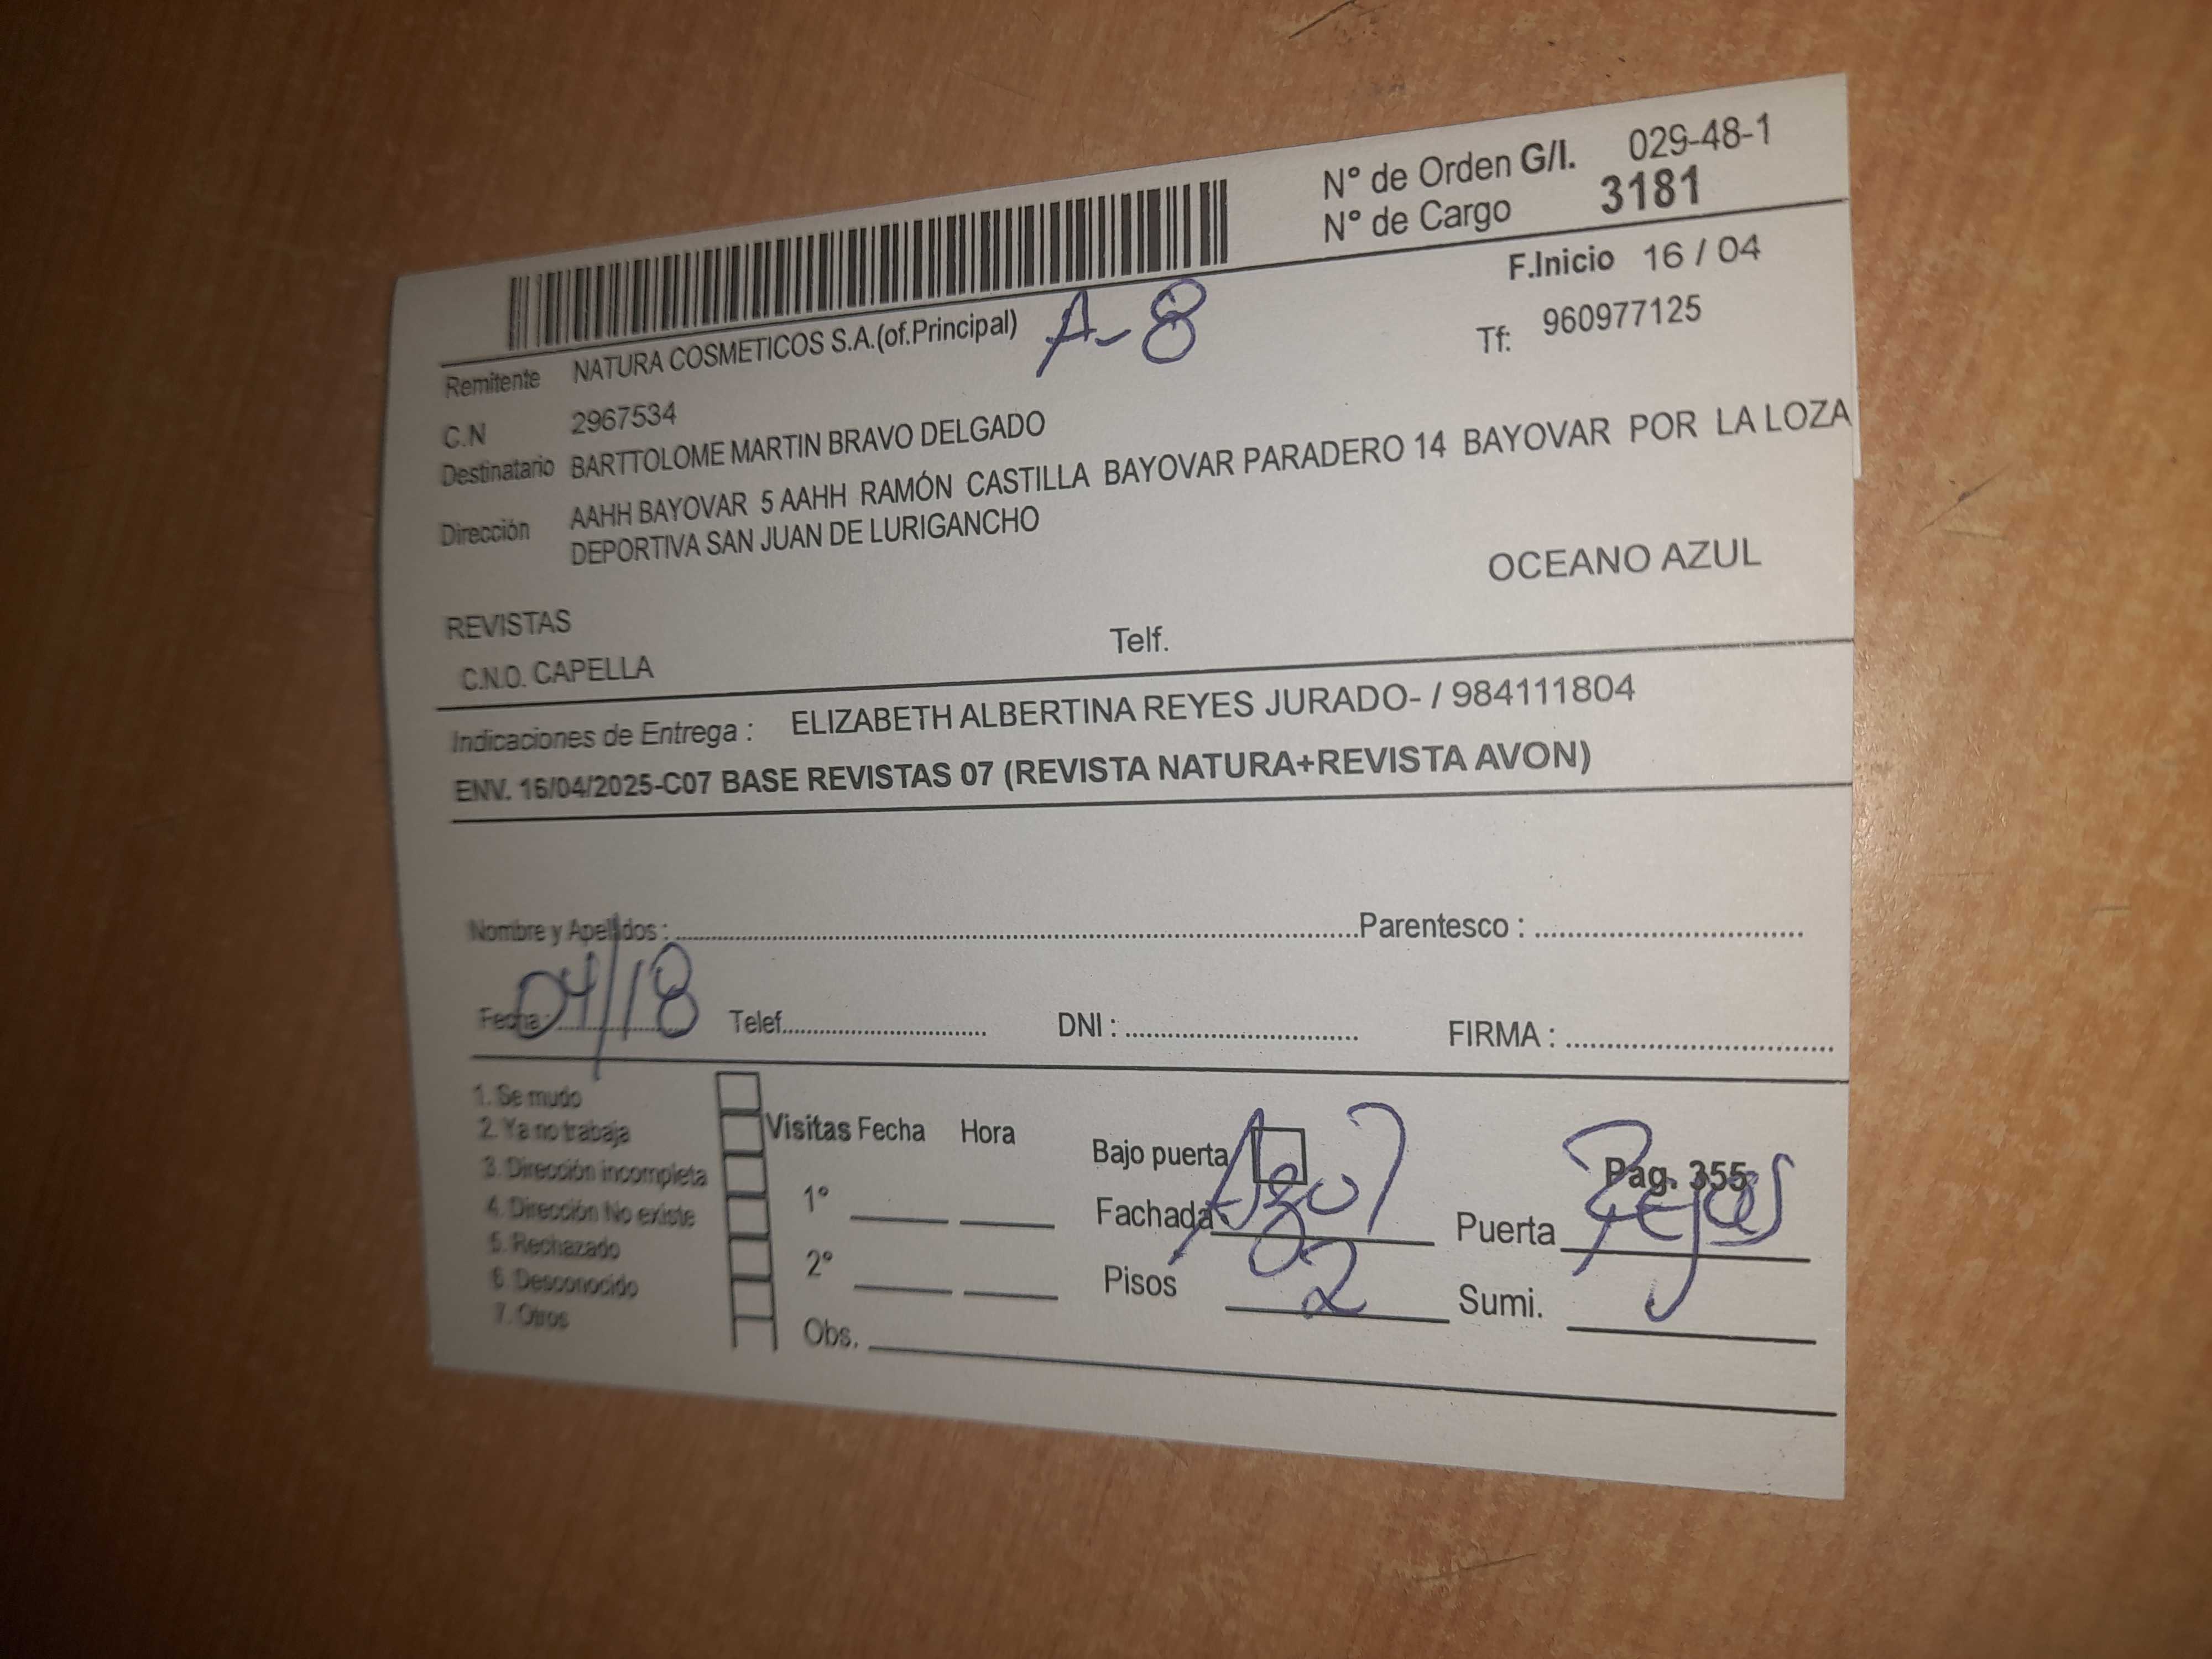 N° de Orden G/I. 029-48-1
N° de Cargo 3181
F.Inicio 16 / 04
Remitente NATURA COSMETICOS S.A.(of.Principal) A-8
Tf: 960977125
C.N 2967534
Destinatario BARTTOLOME MARTIN BRAVO DELGADO
Dirección AAHH BAYOVAR 5 AAHH RAMÓN CASTILLA BAYOVAR PARADERO 14 BAYOVAR POR LA LOZA
DEPORTIVA SAN JUAN DE LURIGANCHO
OCEANO AZUL
REVISTAS
C.N.O. CAPELLA Telf.
Indicaciones de Entrega : ELIZABETH ALBERTINA REYES JURADO- / 984111804
ENV. 16/04/2025-C07 BASE REVISTAS 07 (REVISTA NATURA+REVISTA AVON)
Nombre y Apellidos : Parentesco :
Fecha: 04/18 Telef. DNI : FIRMA :
1. Se mudo
2. Ya no trabaja
3. Dirección incompleta
4. Dirección No existe
5. Rechazado
6. Desconocido
7. Otros
Visitas Fecha Hora
1°
2°
Obs.
Bajo puerta
Pag. 355
Fachada Azul Puerta Rejas
Pisos 2 Sumi.